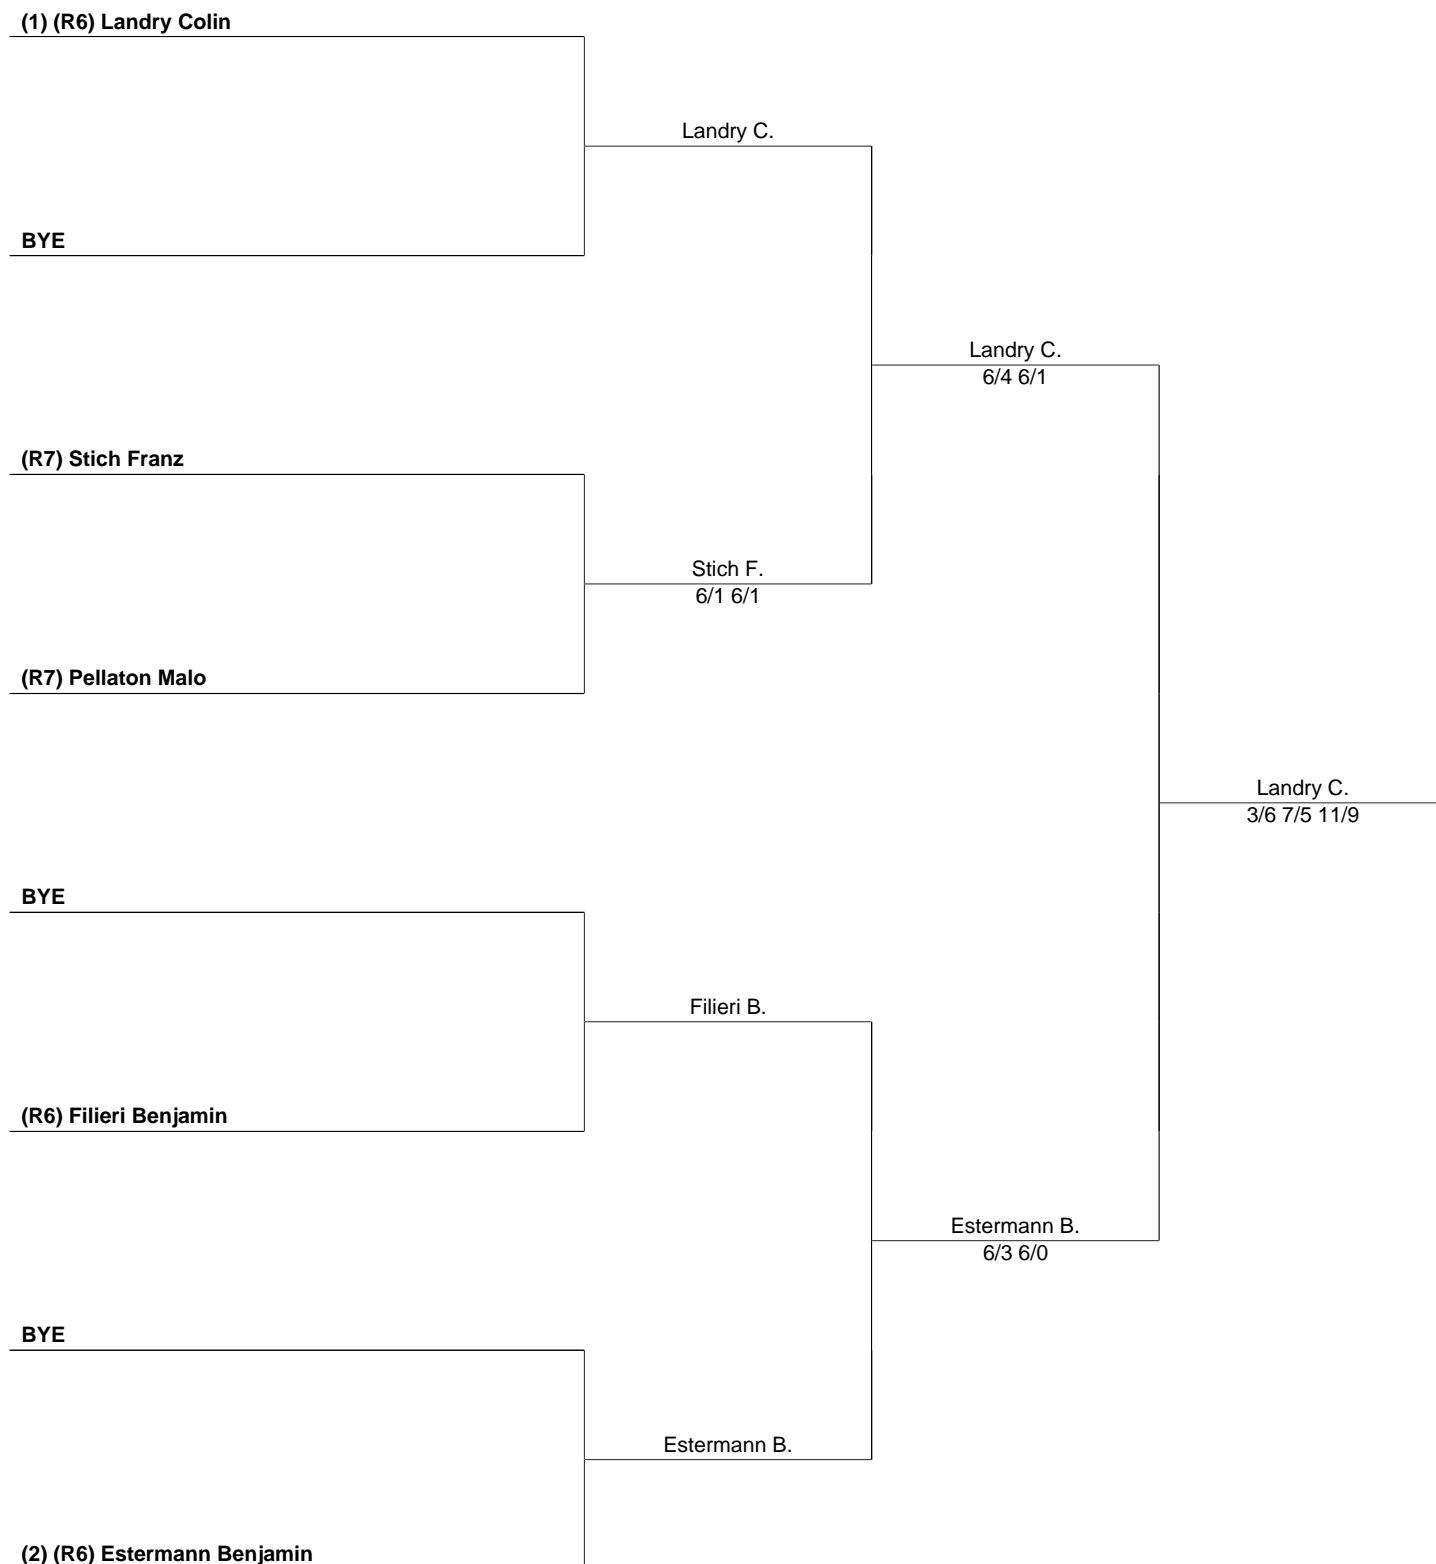 (1) (R6) Landry Colin
Landry C.
BYE
Landry C.
6/4 6/1
(R7) Stich Franz
Stich F.
6/1 6/1
(R7) Pellaton Malo
Landry C.
3/6 7/5 11/9
BYE
Filieri B.
(R6) Filieri Benjamin
Estermann B.
6/3 6/0
BYE
Estermann B.
(2) (R6) Estermann Benjamin